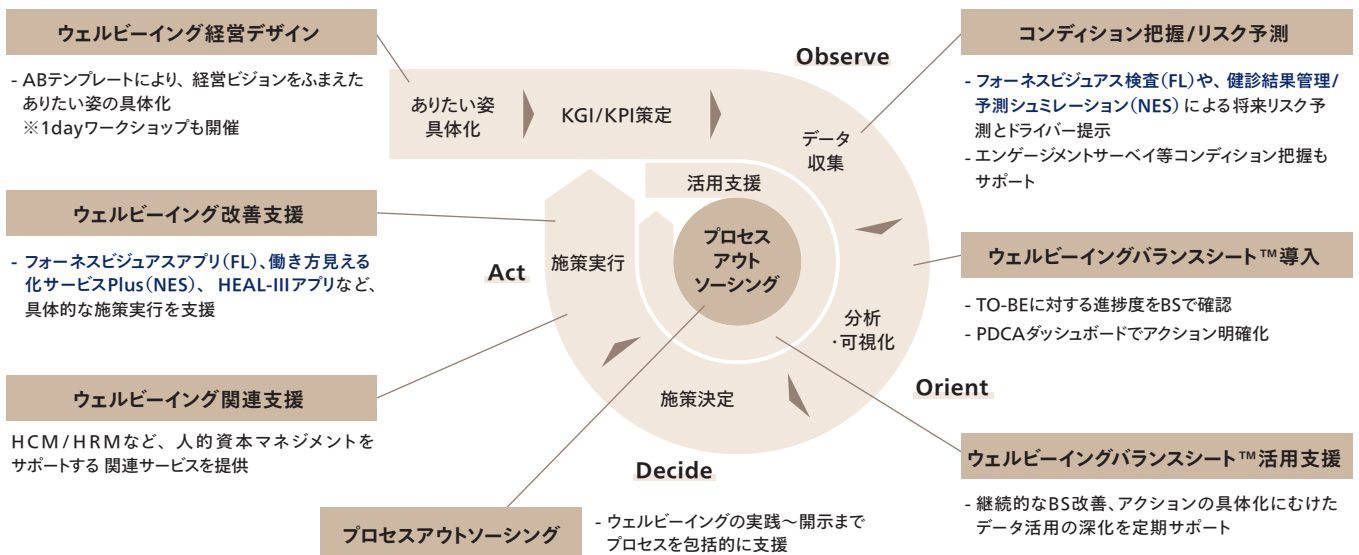 ウェルビーイング経営デザイン
- ABテンプレートにより、経営ビジョンをふまえた
ありたい姿の具体化
※1dayワークショップも開催
ウェルビーイング改善支援
- フォーネスビジュアスアプリ(FL)、働き方見える
化サービスPlus(NES)、HEAL-IIIアプリなど、
具体的な施策実行を支援
ウェルビーイング関連支援
HCM/HRMなど、人的資本マネジメントを
サポートする 関連サービスを提供
プロセスアウトソーシング
- ウェルビーイングの実践～開示まで
プロセスを包括的に支援
Observe
ありたい姿
具体化
KGI/KPI策定
データ
収集
活用支援
プロセス
アウト
ソーシング
Act
施策実行
分析
・可視化
Orient
施策決定
Decide
コンディション把握/リスク予測
- フォーネスビジュアス検査(FL)や、健診結果管理/
予測シュミレーション(NES)による将来リスク予
測とドライバー提示
- エンゲージメントサーベイ等コンディション把握も
サポート
ウェルビーイングバランスシート™導入
- TO-BEに対する進捗度をBSで確認
- PDCAダッシュボードでアクション明確化
ウェルビーイングバランスシート™活用支援
- 継続的なBS改善、アクションの具体化にむけた
データ活用の深化を定期サポート